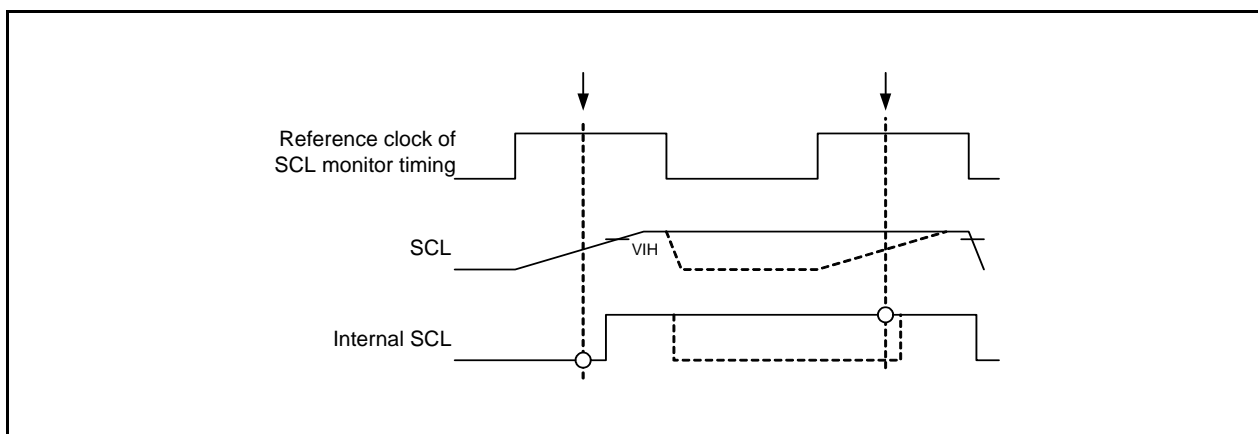 Reference clock of
SCL monitor timing
SCL
VIH
Internal SCL